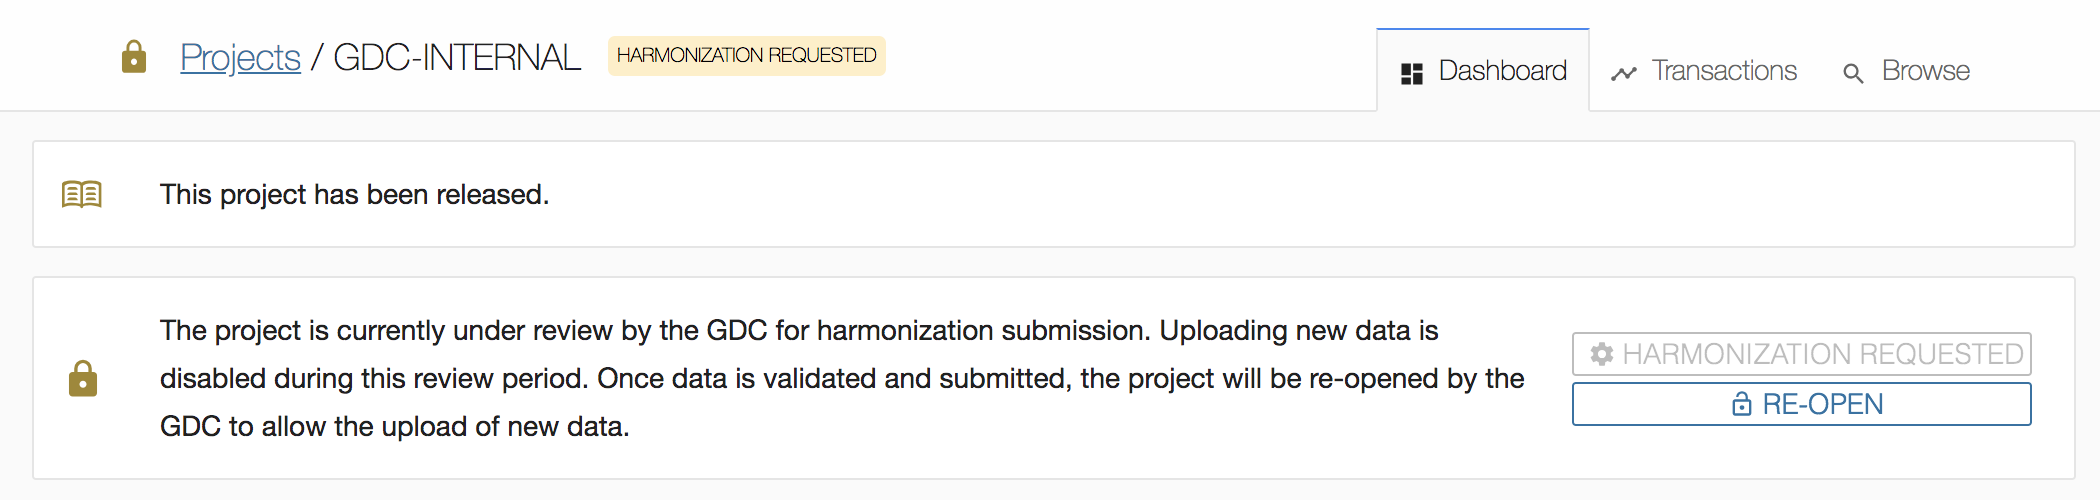 Projects / GDC-INTERNAL HARMONIZATION REQUESTED Dashboard Transactions Browse
This project has been released.
The project is currently under review by the GDC for harmonization submission. Uploading new data is
disabled during this review period. Once data is validated and submitted, the project will be re-opened by the
GDC to allow the upload of new data.
HARMONIZATION REQUESTED
RE-OPEN